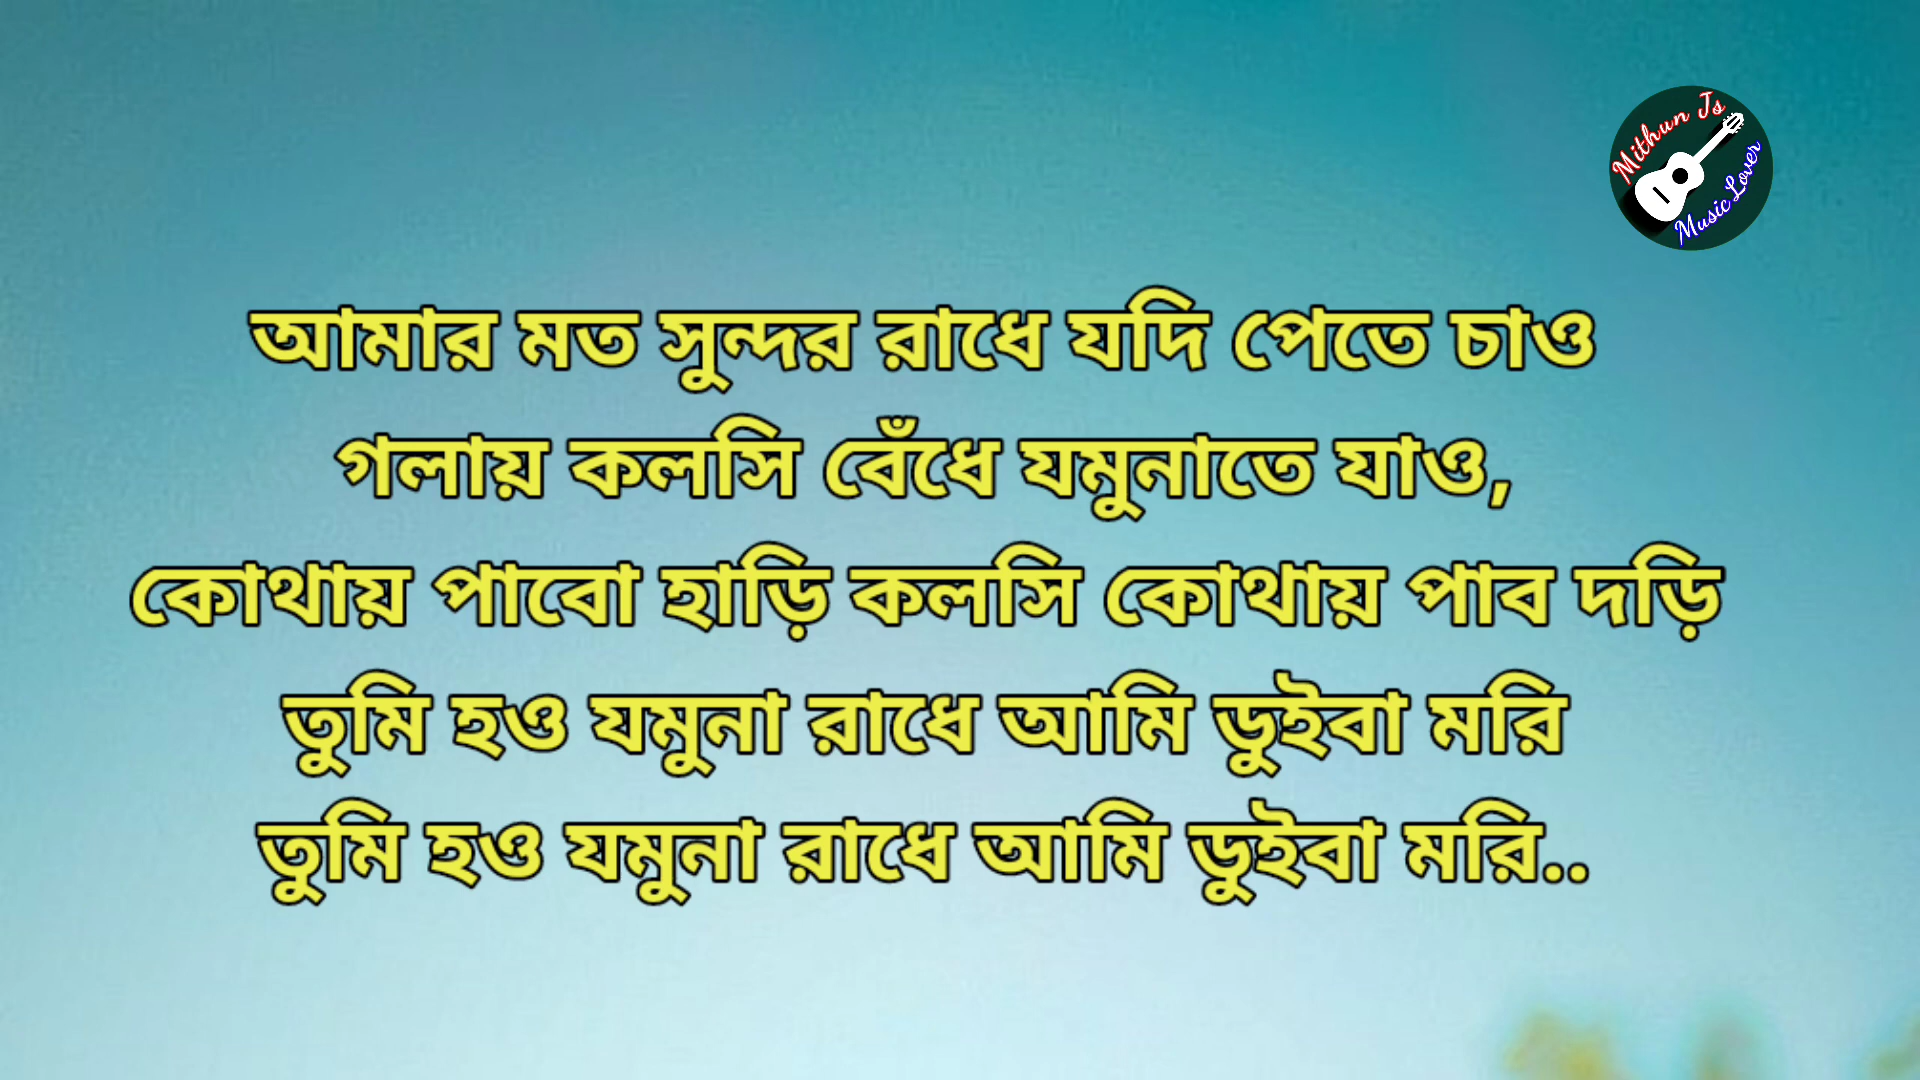 Mithun Js
Music Lover
আমার মত সুন্দর রাধে যদি পেতে চাও
গলায় কলসি বেঁধে যমুনাতে যাও,
কোথায় পাবো হাড়ি কলসি কোথায় পাব দড়ি
তুমি হও যমুনা রাধে আমি ডুইবা মরি
তুমি হও যমুনা রাধে আমি ডুইবা মরি..